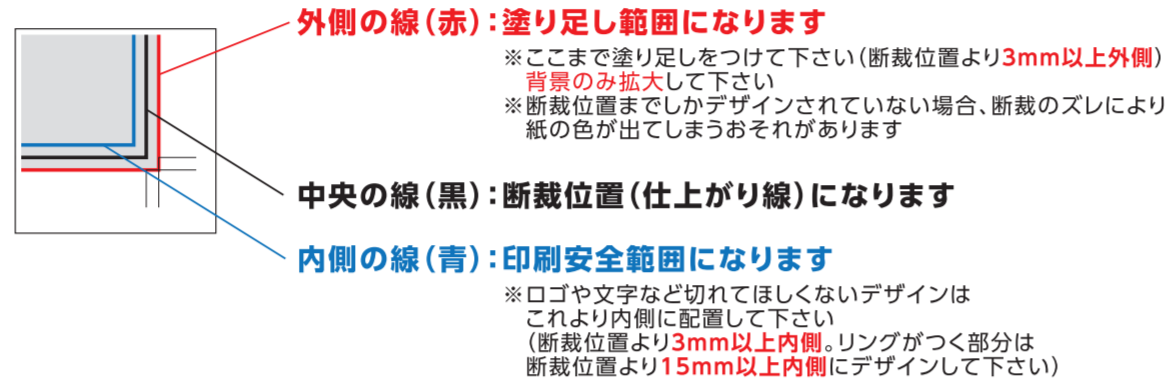 外側の線（赤）：塗り足し範囲になります
※ここまで塗り足しをつけて下さい（断裁位置より3mm以上外側）
背景のみ拡大して下さい
※断裁位置までしかデザインされていない場合、断裁のズレにより
紙の色が出てしまうおそれがあります
中央の線（黒）：断裁位置（仕上がり線）になります
内側の線（青）：印刷安全範囲になります
※ロゴや文字など切れてほしくないデザインは
これより内側に配置して下さい
（断裁位置より3mm以上内側。リングがつく部分は
断裁位置より15mm以上内側にデザインして下さい）